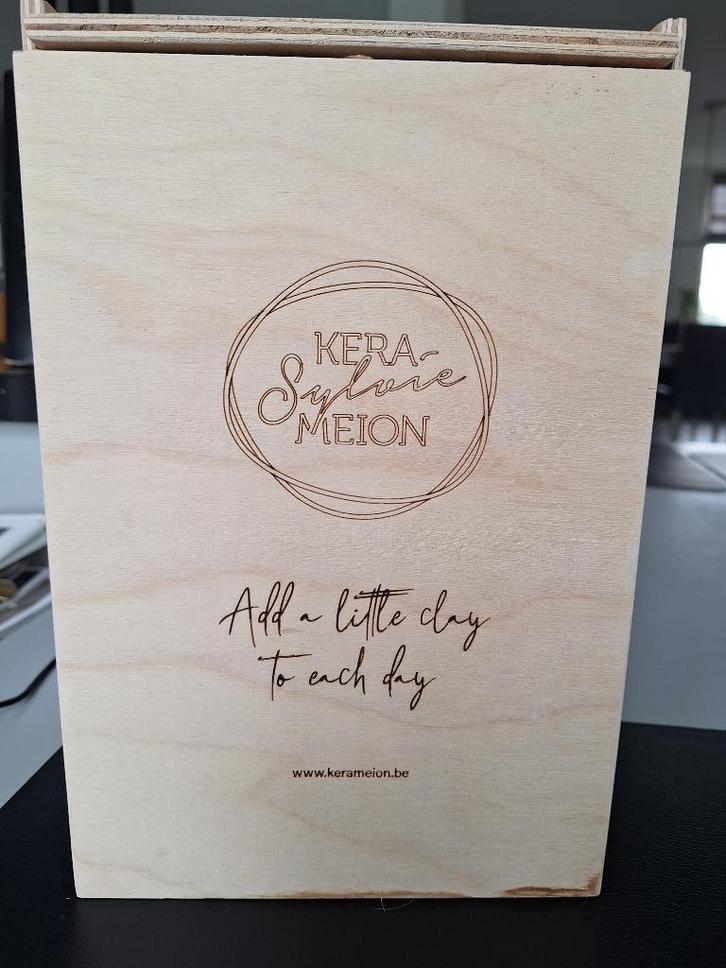 KERA-
Sylvie
MEION
Add a little clay
to each day
www.kerameion.be